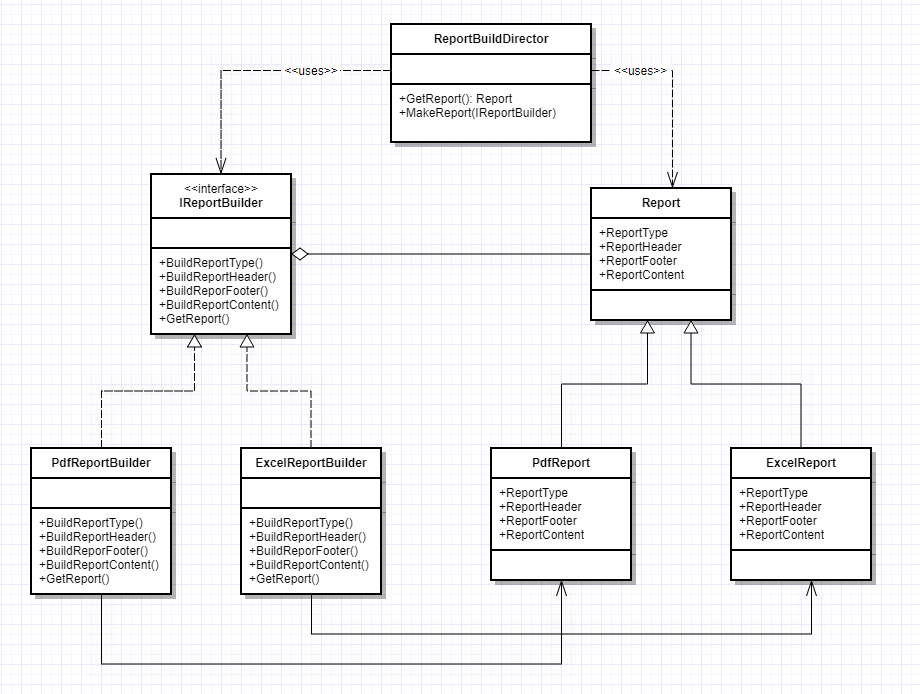 ReportBuildDirector
<<uses>>
<<uses>>
+GetReport(): Report
+MakeReport(IReportBuilder)
<<interface>>
IReportBuilder
+BuildReportType()
+BuildReportHeader()
+BuildReporFooter()
+BuildReportContent()
+GetReport()
Report
+ReportType
+ReportHeader
+ReportFooter
+ReportContent
PdfReportBuilder
+BuildReportType()
+BuildReportHeader()
+BuildReporFooter()
+BuildReportContent()
+GetReport()
ExcelReportBuilder
+BuildReportType()
+BuildReportHeader()
+BuildReporFooter()
+BuildReportContent()
+GetReport()
PdfReport
+ReportType
+ReportHeader
+ReportFooter
+ReportContent
ExcelReport
+ReportType
+ReportHeader
+ReportFooter
+ReportContent